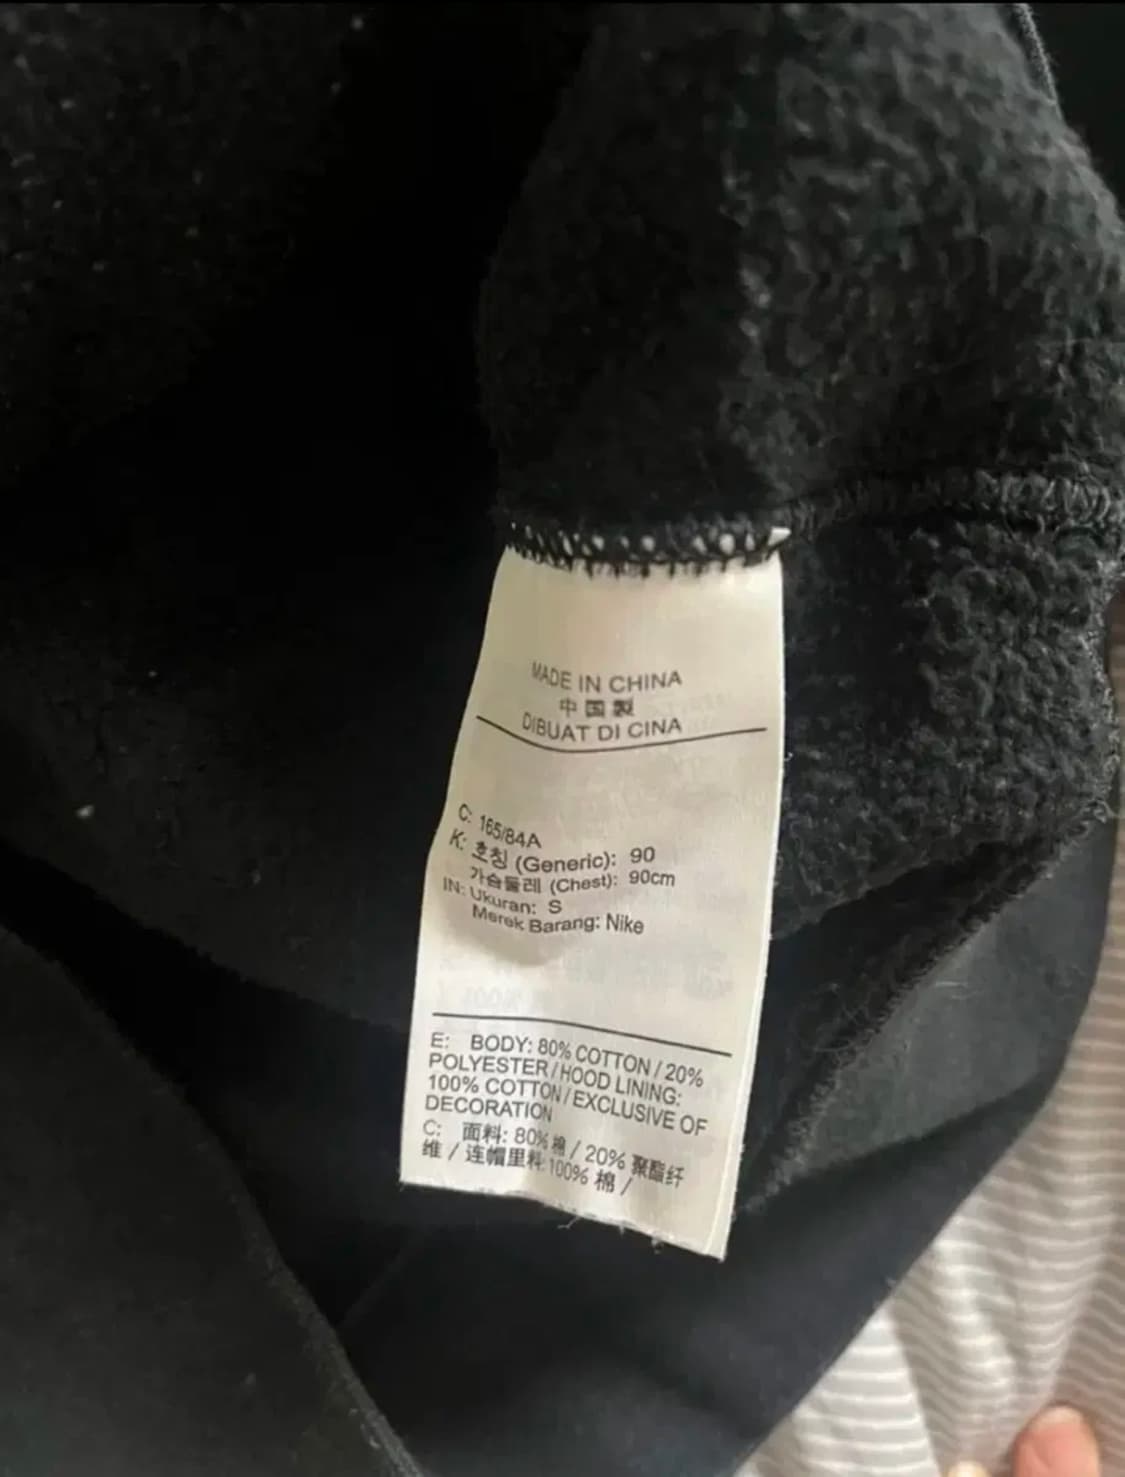 MADE IN CHINA
中国製
DIBUAT DI CINA
C: 165/84A
K: 호칭 (Generic): 90
가슴둘레 (Chest): 90cm
IN: Ukuran: S
Merek Barang: Nike
E: BODY: 80% COTTON / 20%
POLYESTER / HOOD LINING:
100% COTTON / EXCLUSIVE OF
DECORATION
C: 面料: 80% 棉 / 20% 聚酯纤
维 / 连帽里料: 100% 棉 /